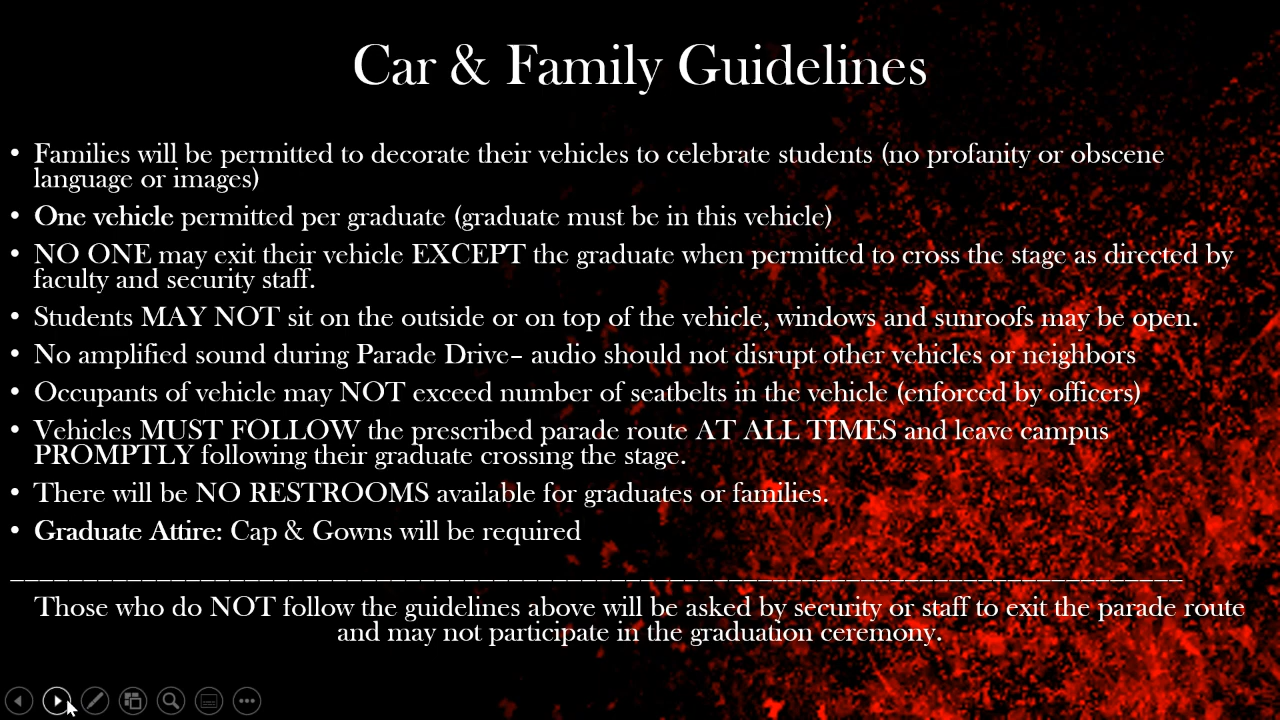 Car & Family Guidelines
• Families will be permitted to decorate their vehicles to celebrate students (no profanity or obscene
language or images)
• One vehicle permitted per graduate (graduate must be in this vehicle)
• NO ONE may exit their vehicle EXCEPT the graduate when permitted to cross the stage as directed by
faculty and security staff.
• Students MAY NOT sit on the outside or on top of the vehicle, windows and sunroofs may be open.
• No amplified sound during Parade Drive– audio should not disrupt other vehicles or neighbors
• Occupants of vehicle may NOT exceed number of seatbelts in the vehicle (enforced by officers)
• Vehicles MUST FOLLOW the prescribed parade route AT ALL TIMES and leave campus
PROMPTLY following their graduate crossing the stage.
• There will be NO RESTROOMS available for graduates or families.
• Graduate Attire: Cap & Gowns will be required
Those who do NOT follow the guidelines above will be asked by security or staff to exit the parade route
and may not participate in the graduation ceremony.